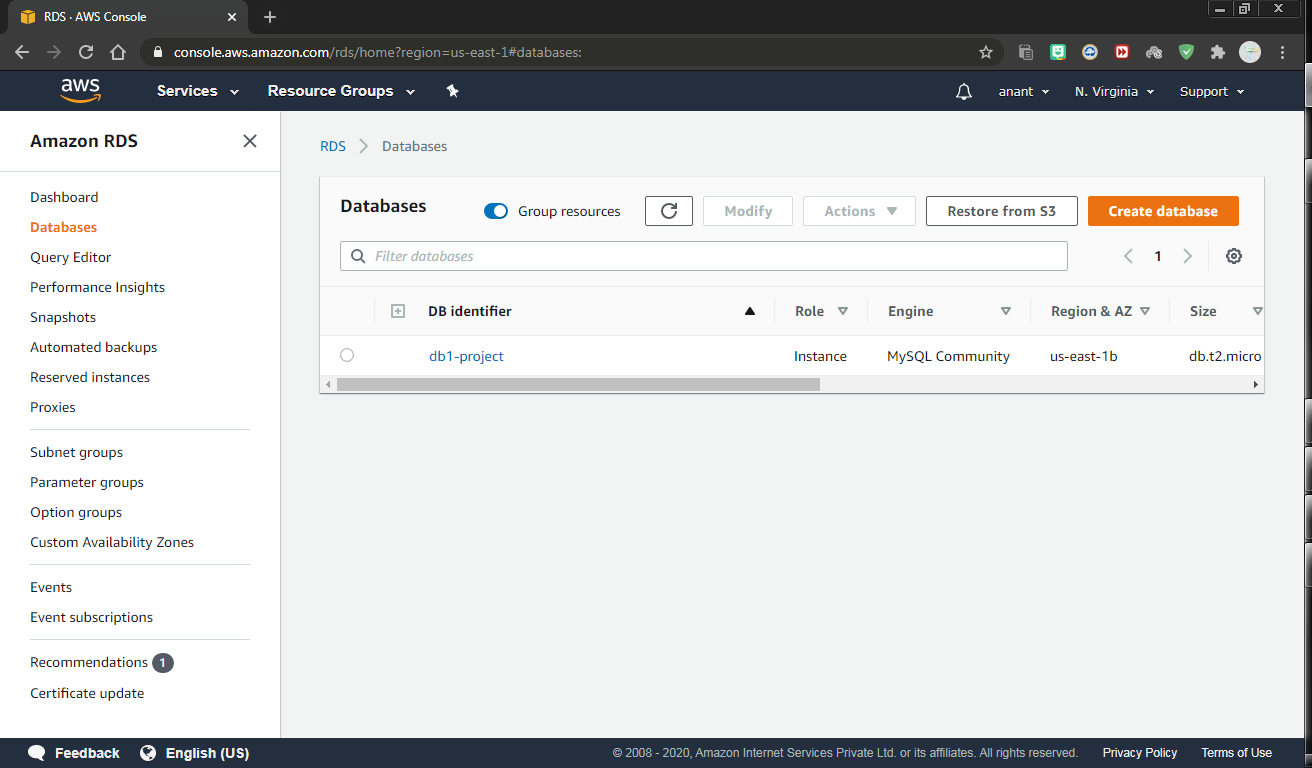 RDS · AWS Console
console.aws.amazon.com/rds/home?region=us-east-1#databases:
aws Services Resource Groups anant N. Virginia Support
Amazon RDS
Dashboard
Databases
Query Editor
Performance Insights
Snapshots
Automated backups
Reserved instances
Proxies
Subnet groups
Parameter groups
Option groups
Custom Availability Zones
Events
Event subscriptions
Recommendations 1
Certificate update
RDS Databases
Databases Group resources Modify Actions Restore from S3 Create database
Filter databases 1
DB identifier Role Engine Region & AZ Size
db1-project Instance MySQL Community us-east-1b db.t2.micro
Feedback English (US) © 2008 - 2020, Amazon Internet Services Private Ltd. or its affiliates. All rights reserved. Privacy Policy Terms of Use